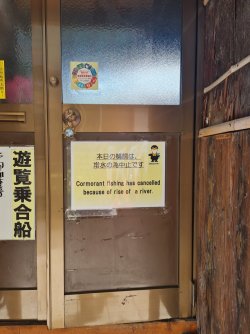 本日の鵜飼は、
増水の為中止です
Cormorant fishing has cancelled
because of rise of a river.
遊覧乗合船